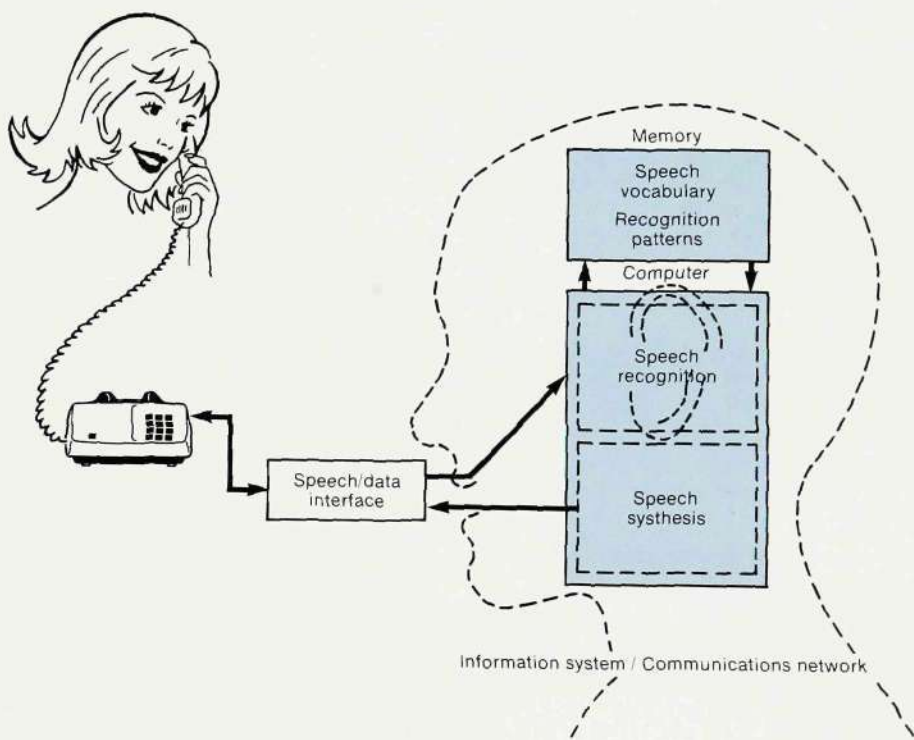 Memory
Speech
vocabulary
Recognition
patterns
Computer
Speech
recognition
Speech/data
interface
Speech
systhesis
Information system / Communications network